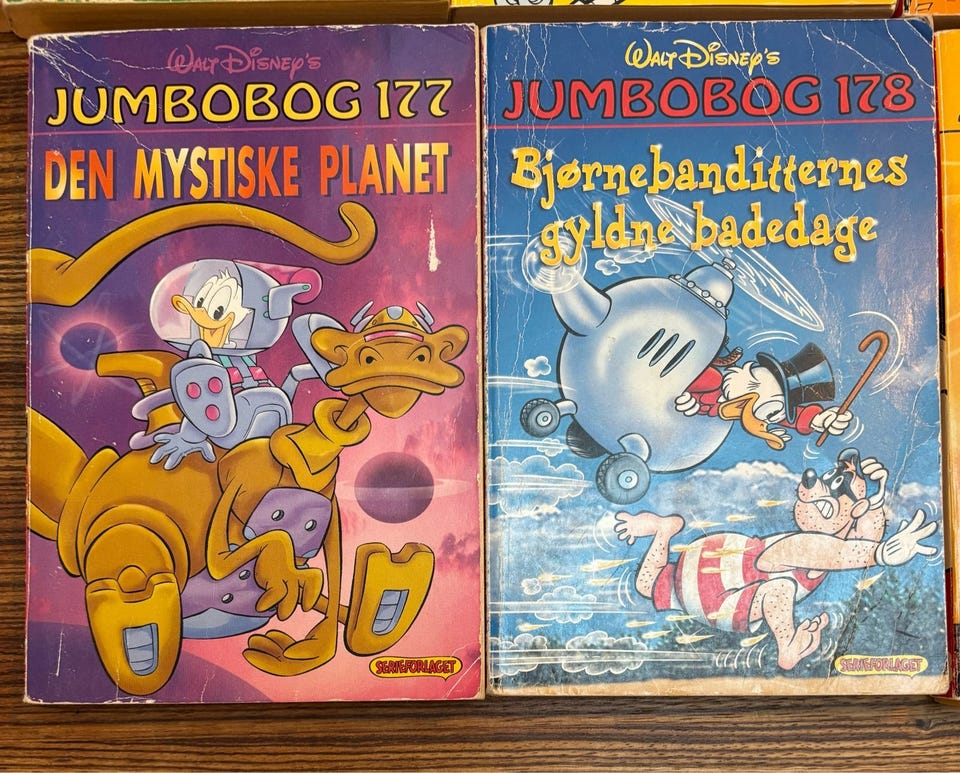 WALT DISNEY'S
JUMBOBOG 177
DEN MYSTISKE PLANET
SERIEFORLAGET
WALT DISNEY'S
JUMBOBOG 178
Bjørnebanditternes
gyldne badedage
SERIEFORLAGET